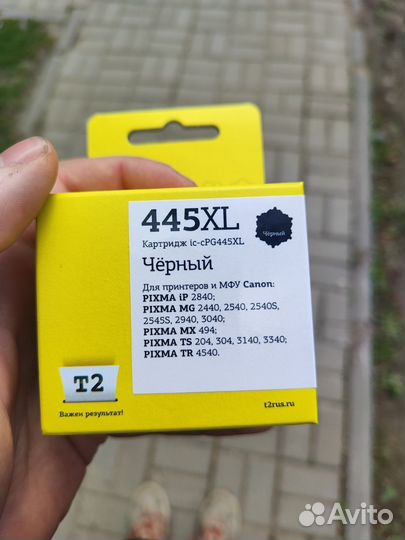 445XL
Чёрный
Картридж ic-cPG445XL
Чёрный
Для принтеров и МФУ Canon:
PIXMA iP 2840;
PIXMA MG 2440, 2540, 2540S,
2545S, 2940, 3040;
PIXMA MX 494;
PIXMA TS 204, 304, 3140, 3340;
PIXMA TR 4540.
T2
Важен результат!
t2rus.ru
Avito